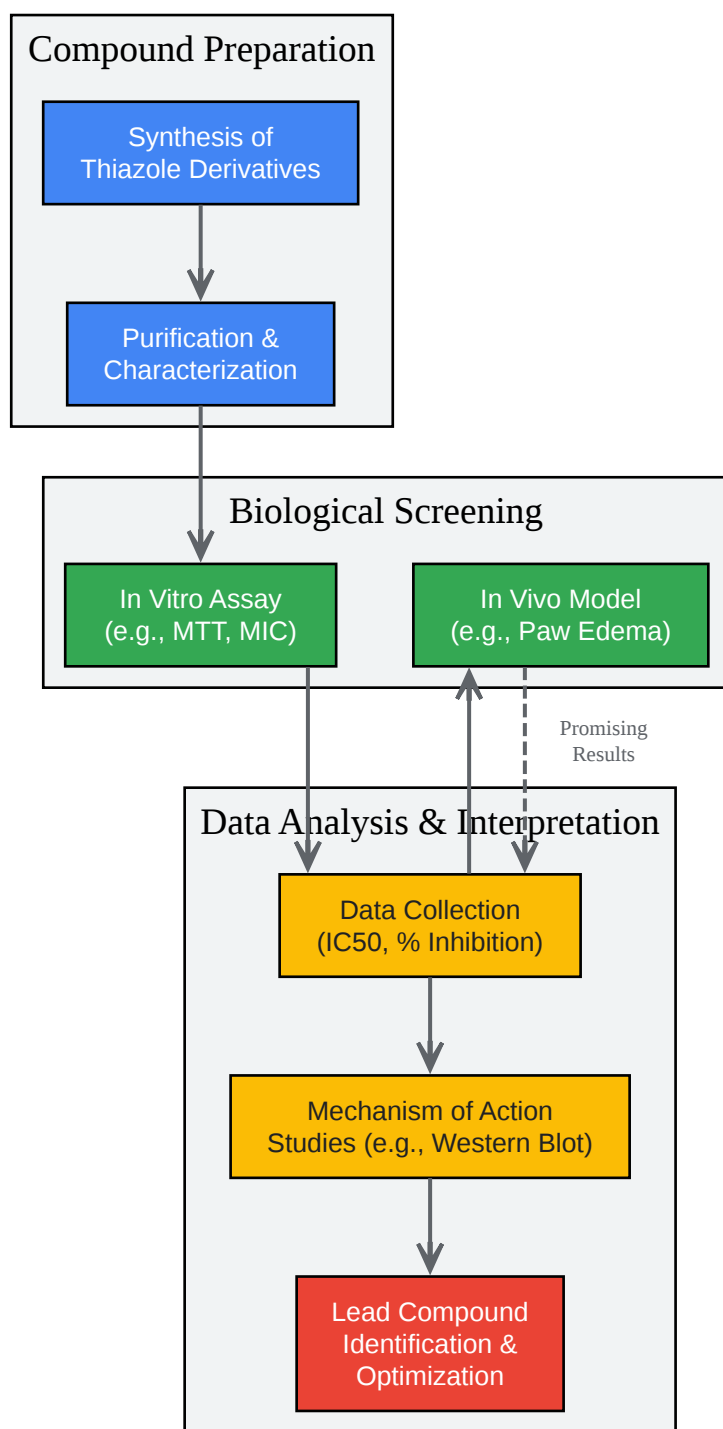 Compound Preparation
Synthesis of
Thiazole Derivatives
Purification &
Characterization
Biological Screening
In Vitro Assay
(e.g., MTT, MIC)
In Vivo Model
(e.g., Paw Edema)
Promising
Results
Data Analysis & Interpretation
Data Collection
(IC50, % Inhibition)
Mechanism of Action
Studies (e.g., Western Blot)
Lead Compound
Identification &
Optimization